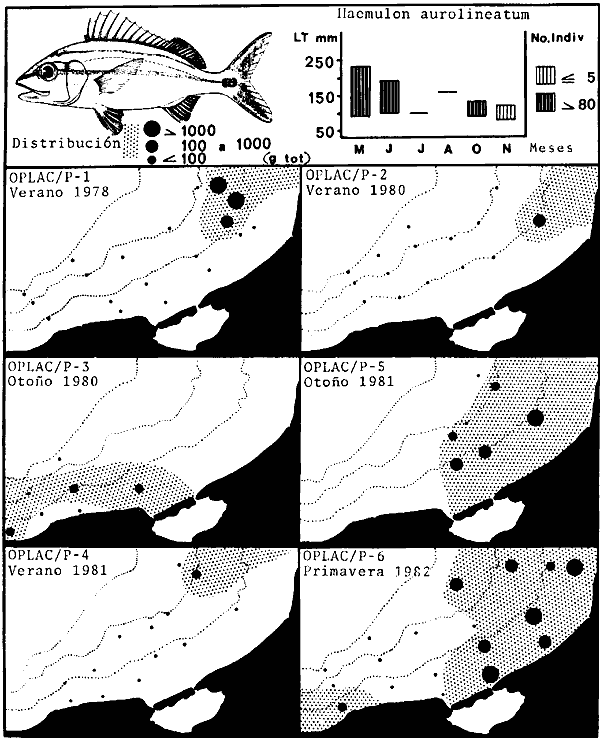 Haemulon aurolineatum
LT mm
250
150
50
M J J A O N Meses
No.Indiv
≤ 5
> 80
Distribución
> 1000
100 a 1000
≤ 100 (g tot)
OPLAC/P-1
Verano 1978
OPLAC/P-2
Verano 1980
OPLAC/P-3
Otoño 1980
OPLAC/P-5
Otoño 1981
OPLAC/P-4
Verano 1981
OPLAC/P-6
Primavera 1982